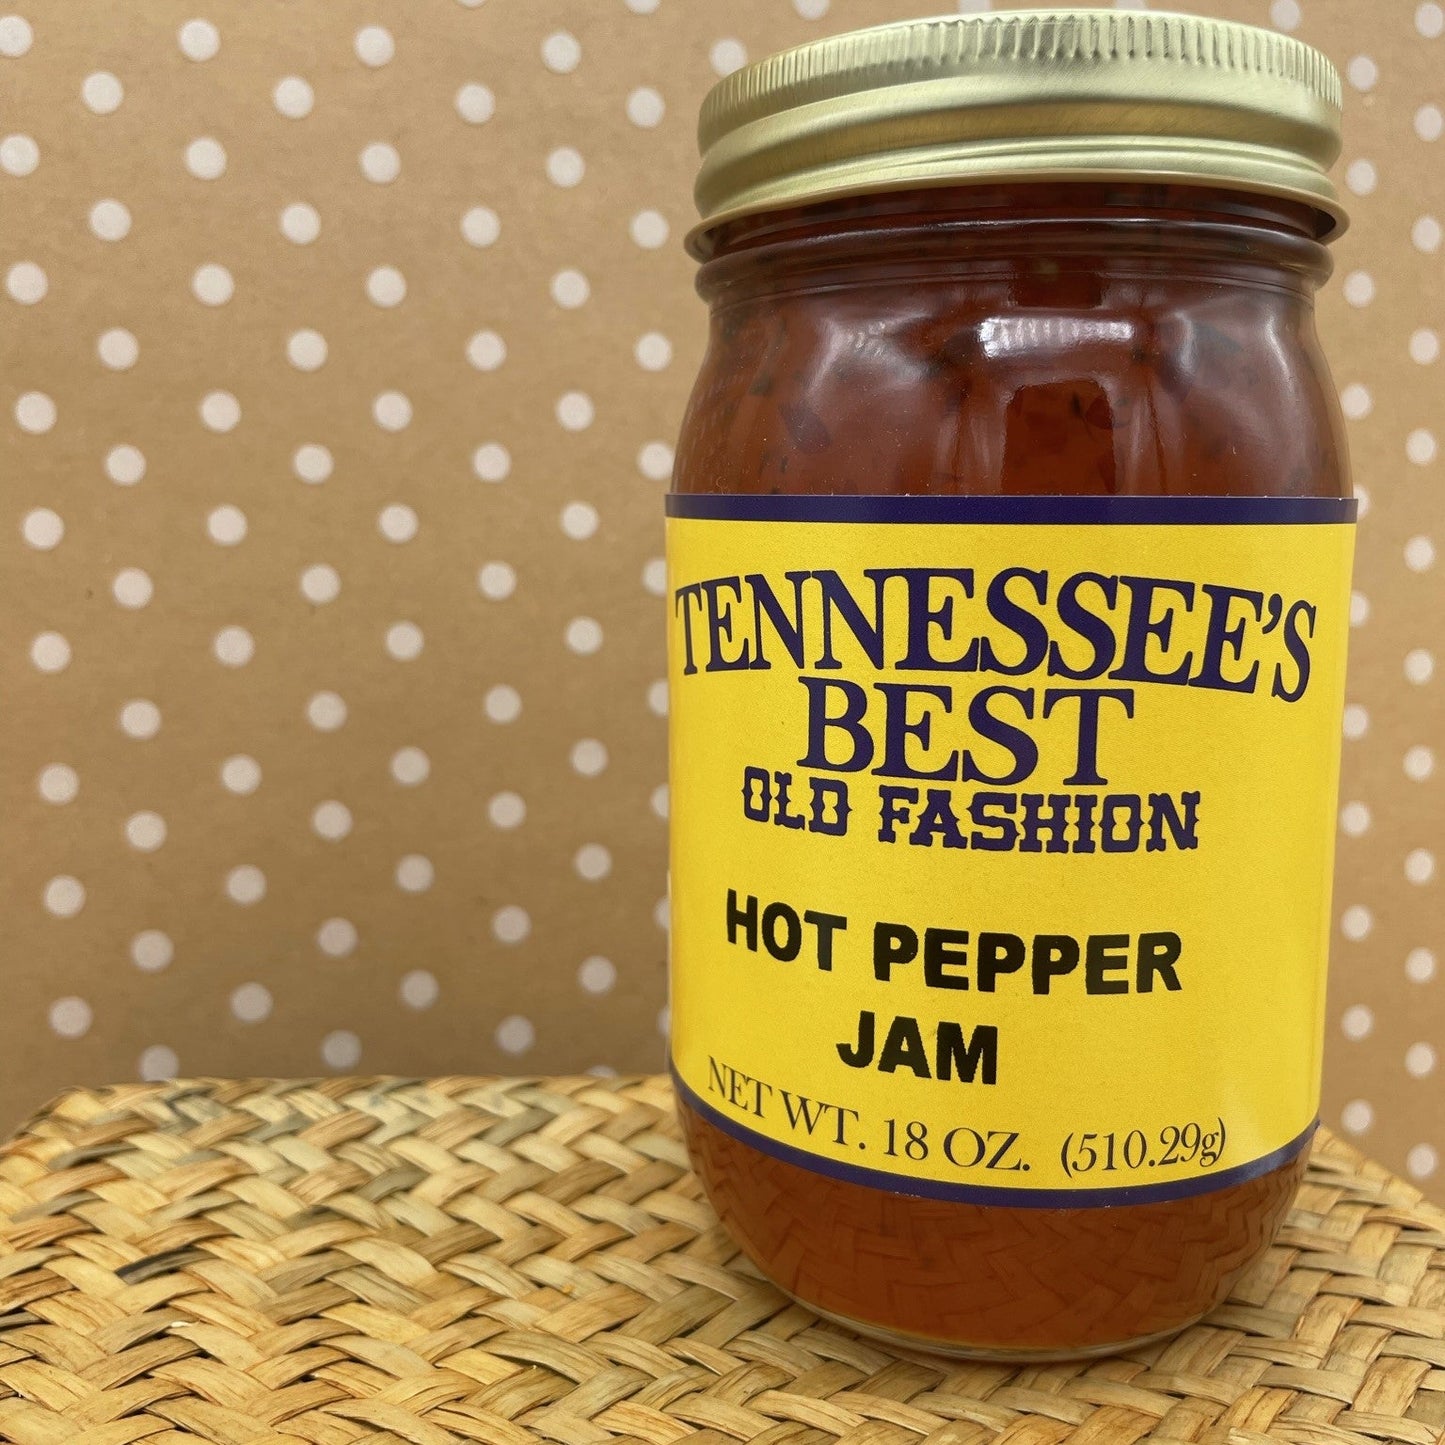 TENNESSEE'S
BEST
OLD FASHION
HOT PEPPER
JAM
NET WT. 18 OZ. (510.29g)